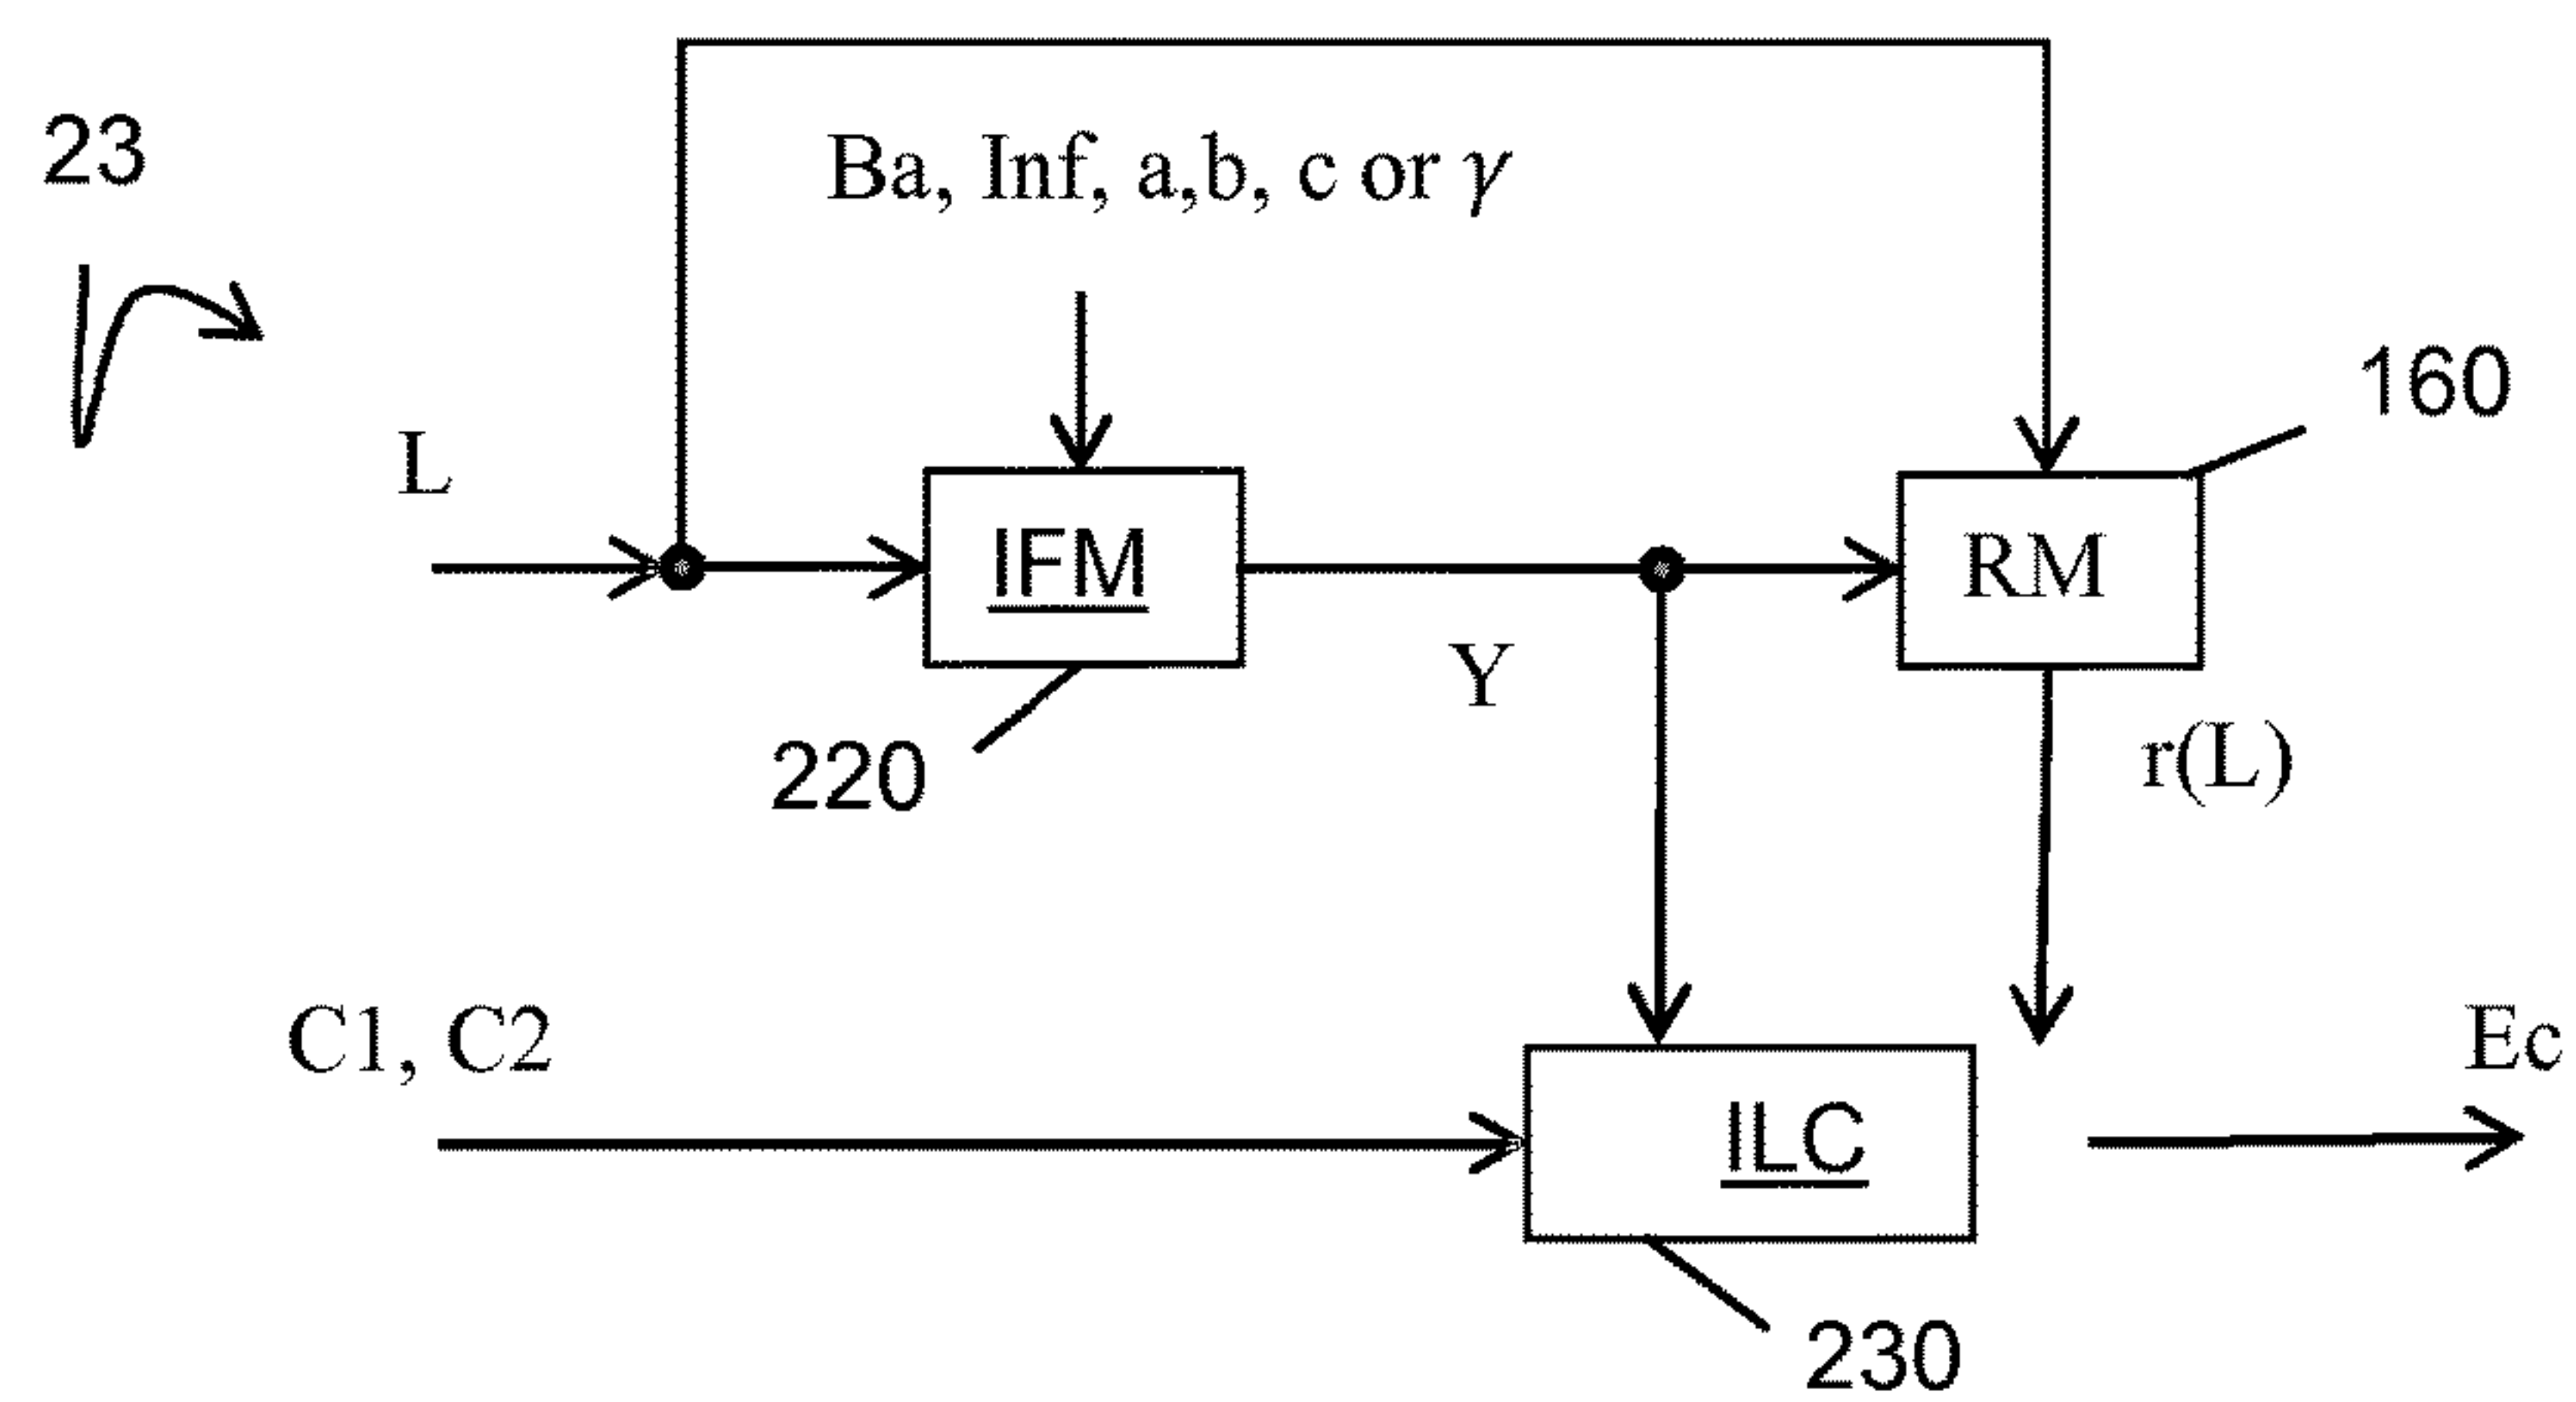 23
Ba, Inf, a,b, c or γ
160
L
IFM
RM
Y
220
r(L)
C1, C2
Ec
ILC
230